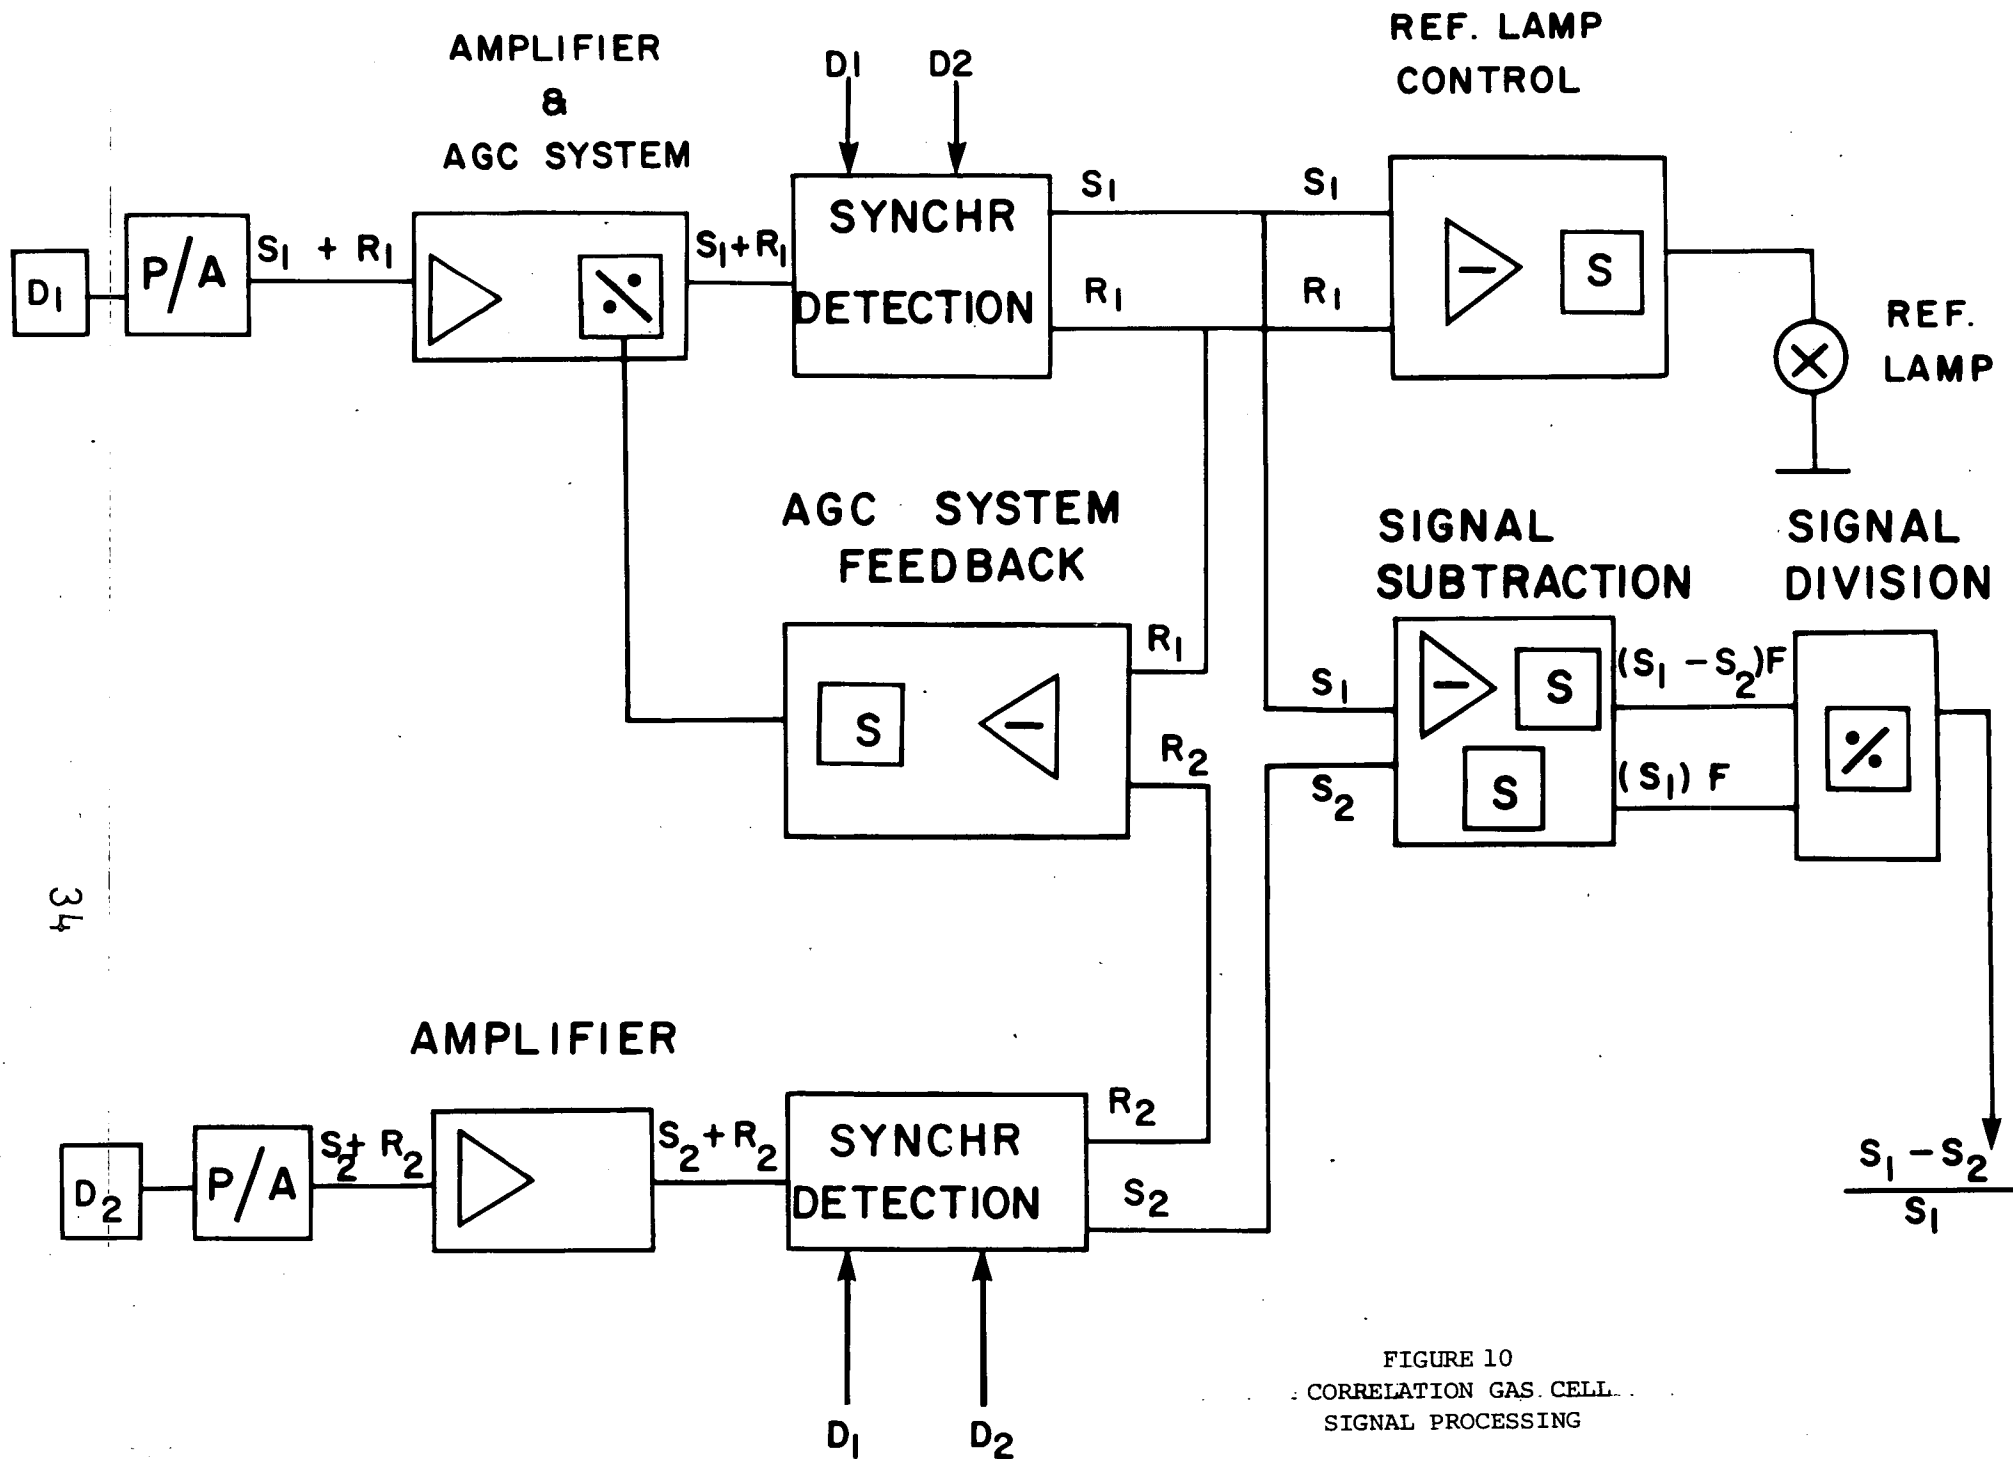 AMPLIFIER
&
AGC SYSTEM
D1 D2
REF. LAMP
CONTROL
D1
P/A
S1 + R1
S1+R1
SYNCHR
DETECTION
S1
R1
S1
R1
S
REF.
LAMP
AGC SYSTEM
FEEDBACK
S
R1
R2
SIGNAL
SUBTRACTION
S1
S2
S
S
(S1 - S2)F
(S1) F
SIGNAL
DIVISION
S1 - S2
S1
34
AMPLIFIER
D2
P/A
S2+ R2
S2+R2
SYNCHR
DETECTION
R2
S2
D1 D2
FIGURE 10
CORRELATION GAS CELL
SIGNAL PROCESSING